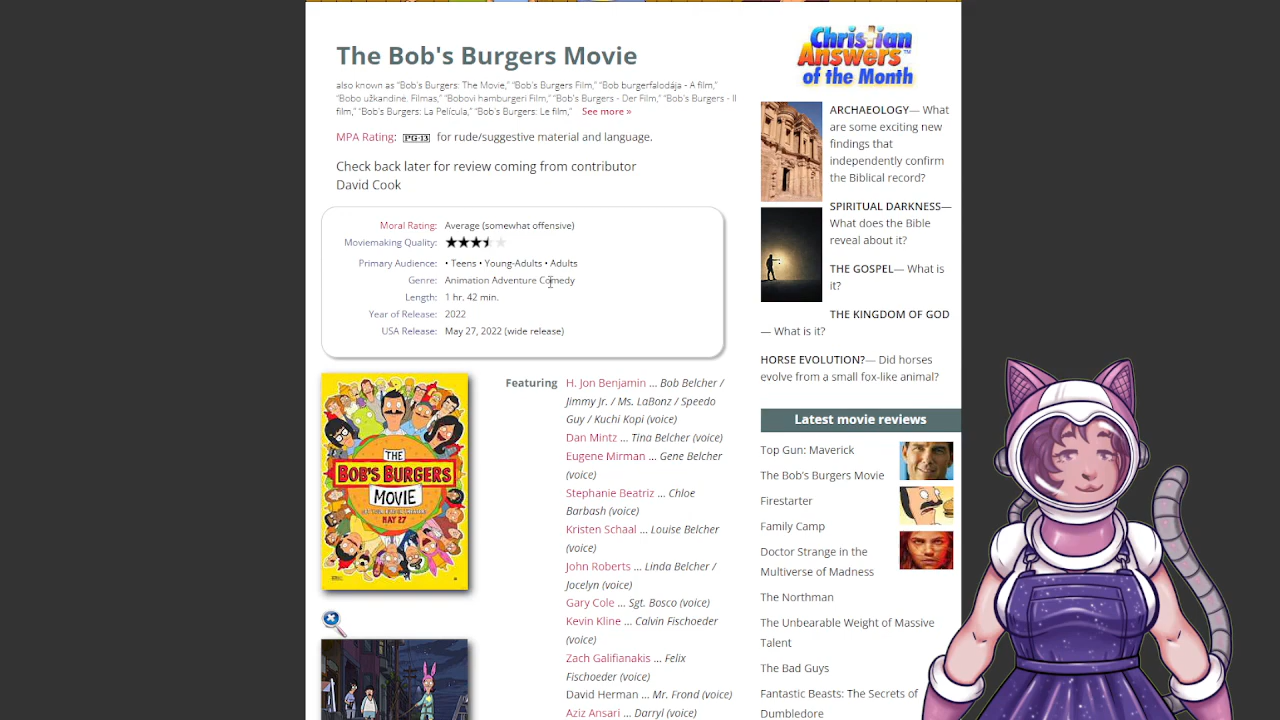 The Bob's Burgers Movie
also known as “Bob's Burgers: The Movie,” “Bob's Burgers Film,” “Bob burgerfalodája - A film,”
“Bobo užkandinė. Filmas,” “Bobovi hamburgeri Film,” “Bob's Burgers - Der Film,” “Bob's Burgers - Il
film,” “Bob's Burgers: La Película,” “Bob's Burgers: Le film,” See more »
MPA Rating: PG-13 for rude/suggestive material and language.
Check back later for review coming from contributor
David Cook
Moral Rating: Average (somewhat offensive)
Moviemaking Quality:
Primary Audience: • Teens • Young-Adults • Adults
Genre: Animation Adventure Comedy
Length: 1 hr. 42 min.
Year of Release: 2022
USA Release: May 27, 2022 (wide release)
THE
BOB'S BURGERS
MOVIE
MAY 27
Featuring H. Jon Benjamin … Bob Belcher /
Jimmy Jr. / Ms. LaBonz / Speedo
Guy / Kuchi Kopi (voice)
Dan Mintz … Tina Belcher (voice)
Eugene Mirman … Gene Belcher
(voice)
Stephanie Beatriz … Chloe
Barbash (voice)
Kristen Schaal … Louise Belcher
(voice)
John Roberts … Linda Belcher /
Jocelyn (voice)
Gary Cole … Sgt. Bosco (voice)
Kevin Kline … Calvin Fischoeder
(voice)
Zach Galifianakis … Felix
Fischoeder (voice)
David Herman … Mr. Frond (voice)
Aziz Ansari … Darryl (voice)
Christian
Answers™
of the Month
ARCHAEOLOGY— What
are some exciting new
findings that
independently confirm
the Biblical record?
SPIRITUAL DARKNESS—
What does the Bible
reveal about it?
THE GOSPEL— What is
it?
THE KINGDOM OF GOD
— What is it?
HORSE EVOLUTION?— Did horses
evolve from a small fox-like animal?
Latest movie reviews
Top Gun: Maverick
The Bob's Burgers Movie
Firestarter
Family Camp
Doctor Strange in the
Multiverse of Madness
The Northman
The Unbearable Weight of Massive
Talent
The Bad Guys
Fantastic Beasts: The Secrets of
Dumbledore